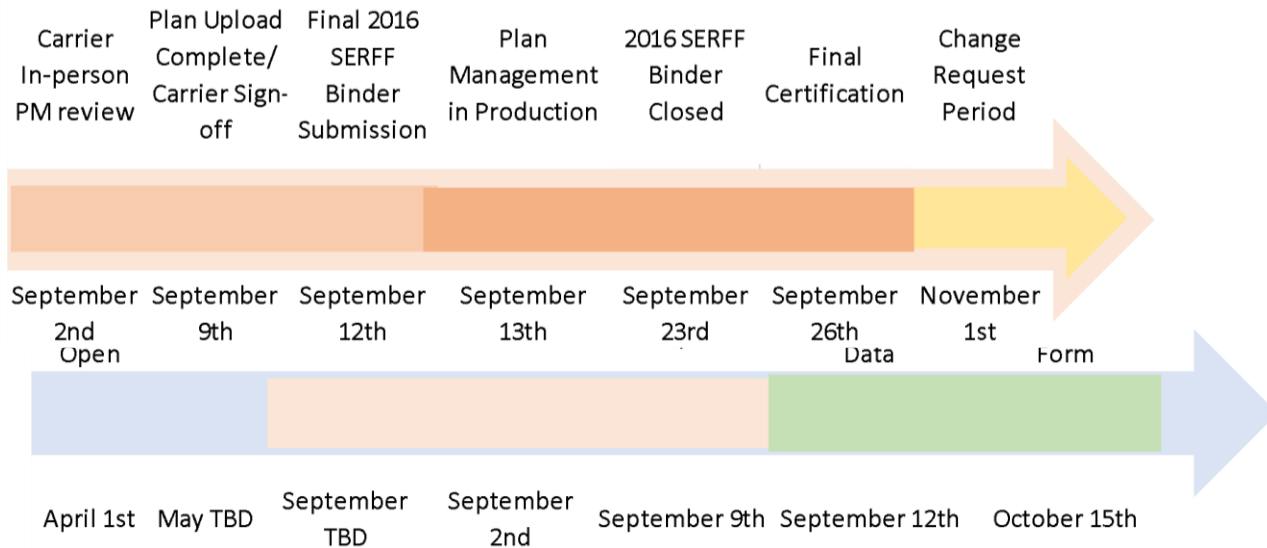 Carrier
In-person
PM review
Plan Upload
Complete/
Carrier Sign-
off
Final 2016
SERFF
Binder
Submission
Plan
Management
in Production
2016 SERFF
Binder
Closed
Final
Certification
Change
Request
Period
September
2nd
September
9th
September
12th
September
13th
September
23rd
September
26th
November
1st
Open
Data
Form
April 1st
May TBD
September
TBD
September
2nd
September 9th
September 12th
October 15th